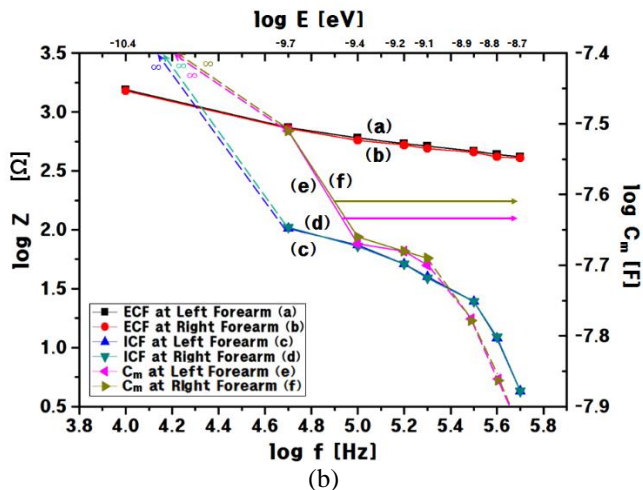 log E [eV]
-10.4 -9.7 -9.4 -9.2 -9.1 -8.9 -8.8 -8.7
3.5 3.0 2.5 2.0 1.5 1.0 0.5
log Z [Ω]
∞ ∞ ∞ ∞
(a)
(b)
(e) (f)
(d)
(c)
ECF at Left Forearm (a)
ECF at Right Forearm (b)
ICF at Left Forearm (c)
ICF at Right Forearm (d)
Cm at Left Forearm (e)
Cm at Right Forearm (f)
-7.4 -7.5 -7.6 -7.7 -7.8 -7.9
log Cm [F]
4.0 4.2 4.4 4.6 4.8 5.0 5.2 5.4 5.6 5.8
log f [Hz]
(b)